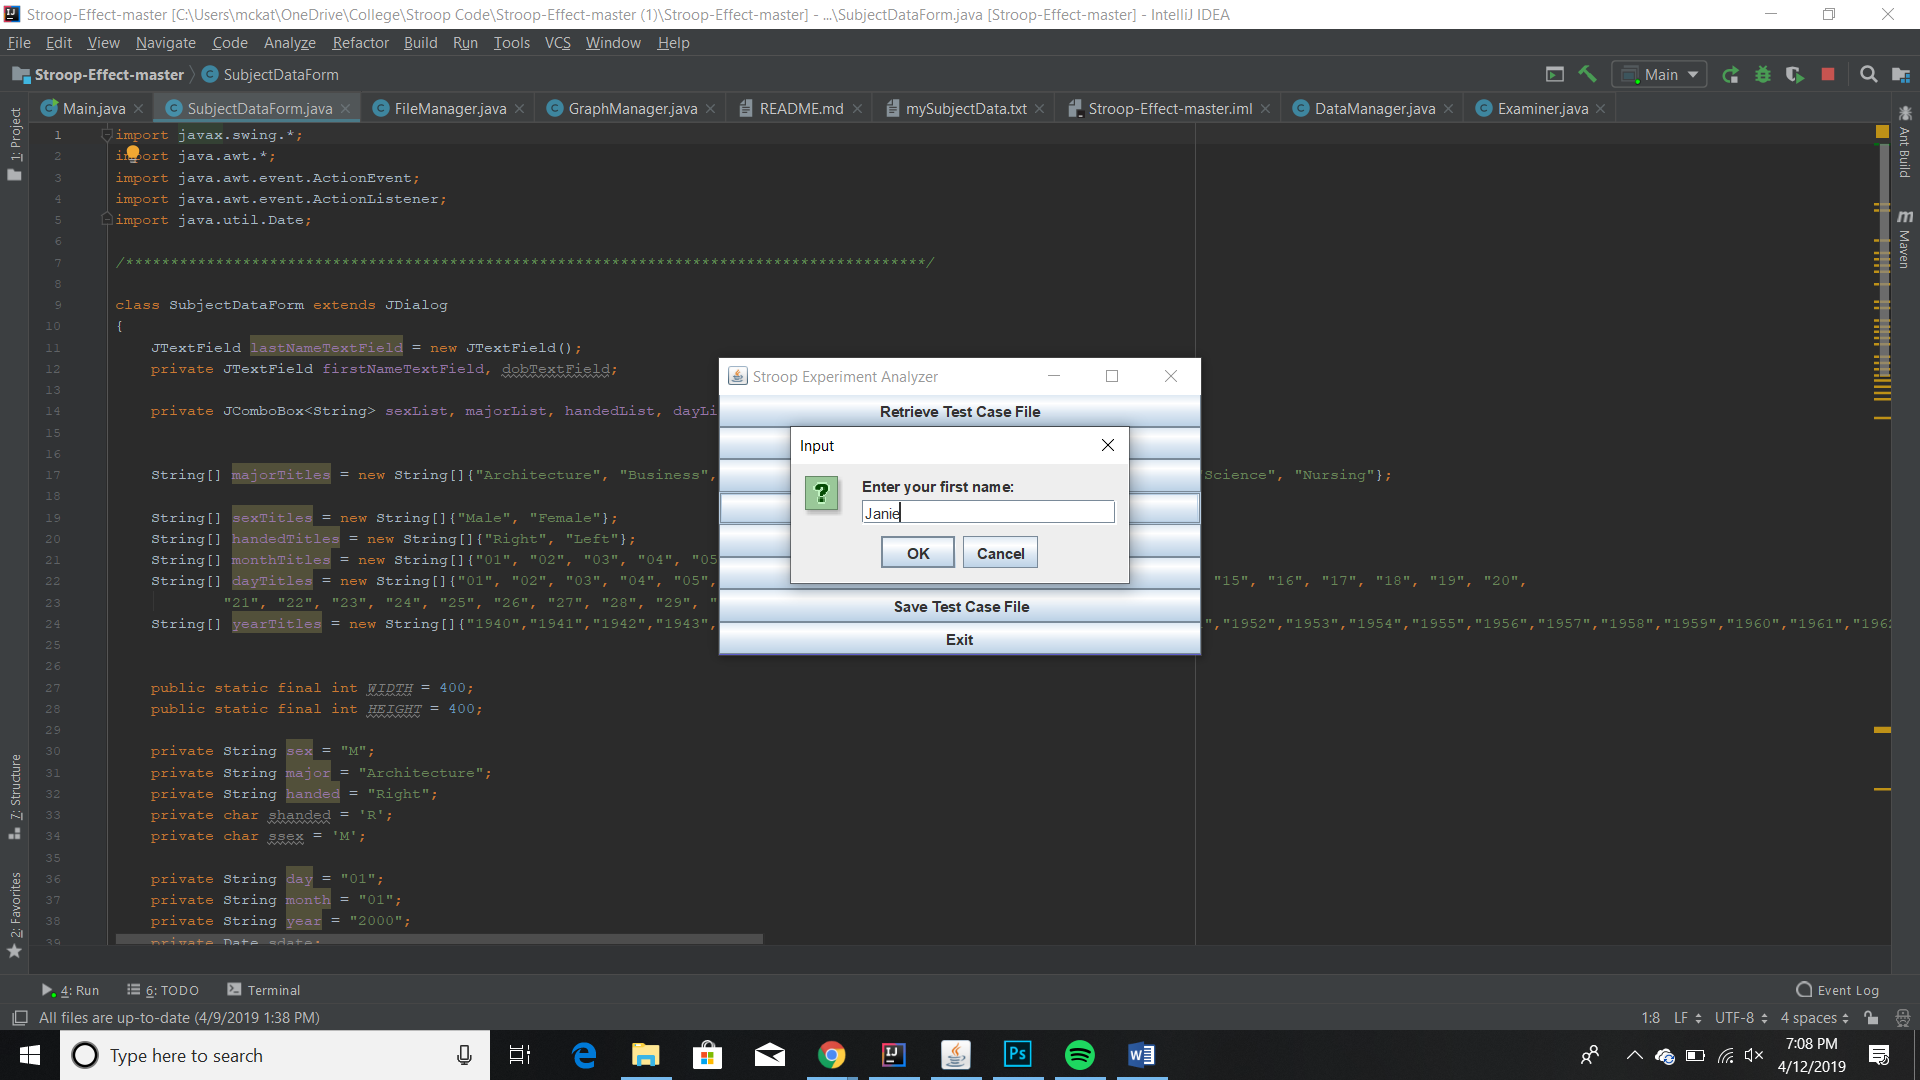 Stroop-Effect-master [C:\Users\mckat\OneDrive\College\Stroop Code\Stroop-Effect-master (1)\Stroop-Effect-master] - ...\SubjectDataForm.java [Stroop-Effect-master] - IntelliJ IDEA
File Edit View Navigate Code Analyze Refactor Build Run Tools VCS Window Help
Stroop-Effect-master SubjectDataForm Main
Main.java SubjectDataForm.java FileManager.java GraphManager.java README.md mySubjectData.txt Stroop-Effect-master.iml DataManager.java Examiner.java
1: Project
7: Structure
2: Favorites
Ant Build
Maven
1 import javax.swing.*;
2 import java.awt.*;
3 import java.awt.event.ActionEvent;
4 import java.awt.event.ActionListener;
5 import java.util.Date;
6
7 /*****************************************************************************************/
8
9 class SubjectDataForm extends JDialog
10 {
11 JTextField lastNameTextField = new JTextField();
12 private JTextField firstNameTextField, dobTextField;
13
14 private JComboBox<String> sexList, majorList, handedList, dayLi
15
16
17 String[] majorTitles = new String[]{"Architecture", "Business", Science", "Nursing"};
18
19 String[] sexTitles = new String[]{"Male", "Female"};
20 String[] handedTitles = new String[]{"Right", "Left"};
21 String[] monthTitles = new String[]{"01", "02", "03", "04", "05
22 String[] dayTitles = new String[]{"01", "02", "03", "04", "05", "15", "16", "17", "18", "19", "20",
23 "21", "22", "23", "24", "25", "26", "27", "28", "29", "
24 String[] yearTitles = new String[]{"1940","1941","1942","1943", ","1952","1953","1954","1955","1956","1957","1958","1959","1960","1961","1962
25
26
27 public static final int WIDTH = 400;
28 public static final int HEIGHT = 400;
29
30 private String sex = "M";
31 private String major = "Architecture";
32 private String handed = "Right";
33 private char shanded = 'R';
34 private char ssex = 'M';
35
36 private String day = "01";
37 private String month = "01";
38 private String year = "2000";
39 private Date sdate;
Stroop Experiment Analyzer
Retrieve Test Case File
Input
Enter your first name:
Janie
OK Cancel
Save Test Case File
Exit
4: Run 6: TODO Terminal Event Log
All files are up-to-date (4/9/2019 1:38 PM) 1:8 LF UTF-8 4 spaces
Type here to search
7:08 PM
4/12/2019